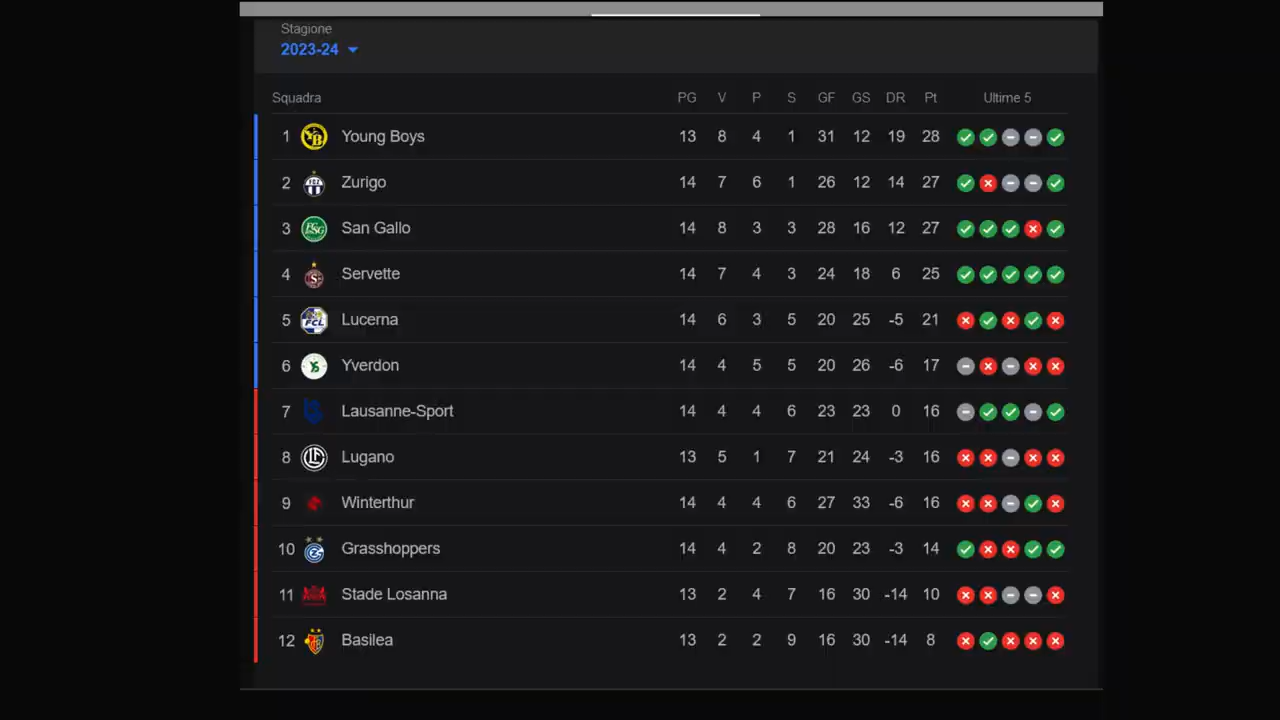 Stagione
2023-24
Squadra PG V P S GF GS DR Pt Ultime 5
1 Young Boys 13 8 4 1 31 12 19 28
2 Zurigo 14 7 6 1 26 12 14 27
3 San Gallo 14 8 3 3 28 16 12 27
4 Servette 14 7 4 3 24 18 6 25
5 Lucerna 14 6 3 5 20 25 -5 21
6 Yverdon 14 4 5 5 20 26 -6 17
7 Lausanne-Sport 14 4 4 6 23 23 0 16
8 Lugano 13 5 1 7 21 24 -3 16
9 Winterthur 14 4 4 6 27 33 -6 16
10 Grasshoppers 14 4 2 8 20 23 -3 14
11 Stade Losanna 13 2 4 7 16 30 -14 10
12 Basilea 13 2 2 9 16 30 -14 8